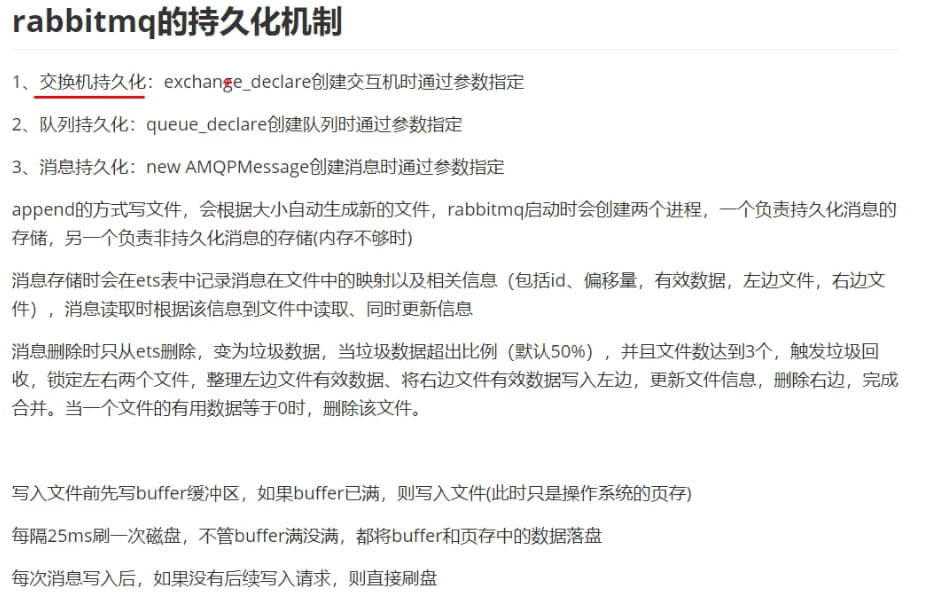 rabbitmq的持久化机制
1、交换机持久化：exchange_declare创建交互机时通过参数指定
2、队列持久化：queue_declare创建队列时通过参数指定
3、消息持久化：new AMQPMessage创建消息时通过参数指定
append的方式写文件，会根据大小自动生成新的文件，rabbitmq启动时会创建两个进程，一个负责持久化消息的
存储，另一个负责非持久化消息的存储(内存不够时)
消息存储时会在ets表中记录消息在文件中的映射以及相关信息（包括id、偏移量，有效数据，左边文件，右边文
件），消息读取时根据该信息到文件中读取、同时更新信息
消息删除时只从ets删除，变为垃圾数据，当垃圾数据超出比例（默认50%），并且文件数达到3个，触发垃圾回
收，锁定左右两个文件，整理左边文件有效数据、将右边文件有效数据写入左边，更新文件信息，删除右边，完成
合并。当一个文件的有用数据等于0时，删除该文件。
写入文件前先写buffer缓冲区，如果buffer已满，则写入文件(此时只是操作系统的页存)
每隔25ms刷一次磁盘，不管buffer满没满，都将buffer和页存中的数据落盘
每次消息写入后，如果没有后续写入请求，则直接刷盘